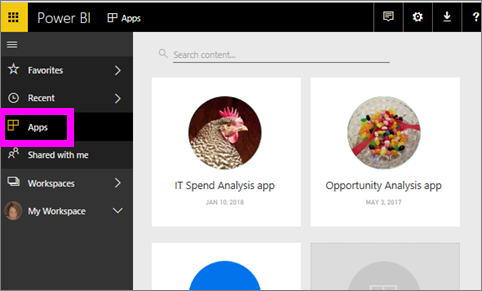 Power BI
Apps
Search content...
Favorites
Recent
Apps
Shared with me
Workspaces
My Workspace
IT Spend Analysis app
JAN 10, 2018
Opportunity Analysis app
MAY 3, 2017
?